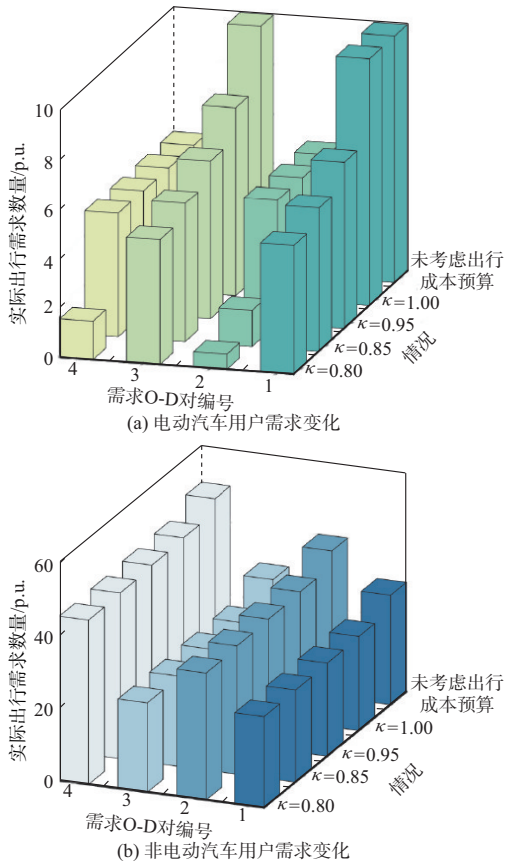 10
8
6
4
2
0
实际出行需求数量/p.u.
4
3
2
1
需求O-D对编号
κ=0.80
κ=0.85
κ=0.95
κ=1.00
未考虑出行
成本预算
情况
(a) 电动汽车用户需求变化
60
40
20
0
实际出行需求数量/p.u.
4
3
2
1
需求O-D对编号
κ=0.80
κ=0.85
κ=0.95
κ=1.00
未考虑出行
成本预算
情况
(b) 非电动汽车用户需求变化